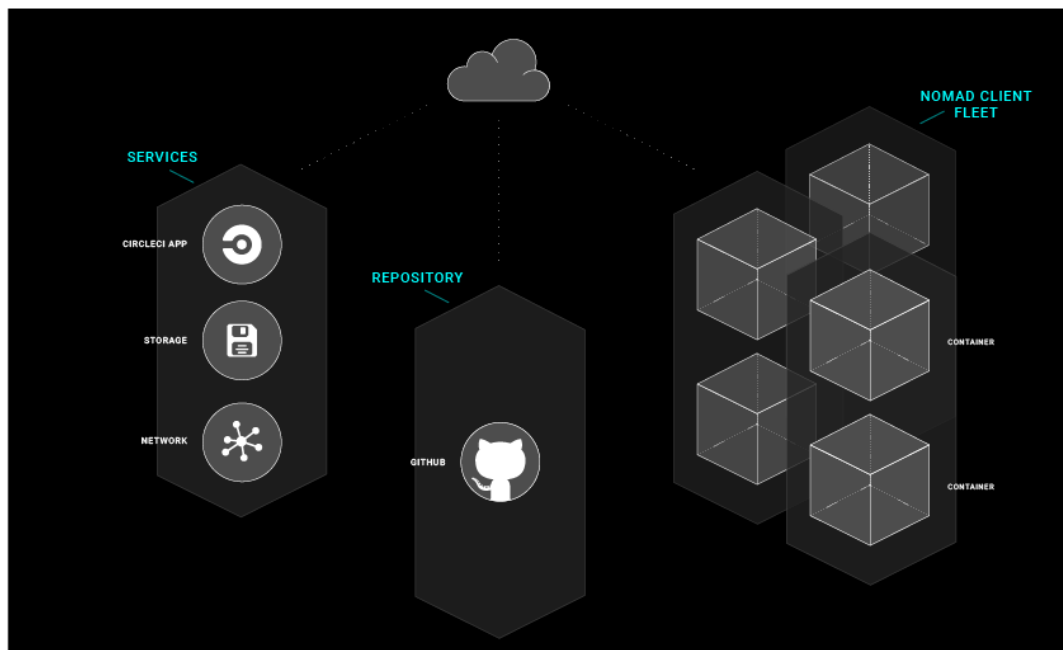 NOMAD CLIENT
FLEET
SERVICES
CIRCLECI APP
STORAGE
NETWORK
REPOSITORY
GITHUB
CONTAINER
CONTAINER